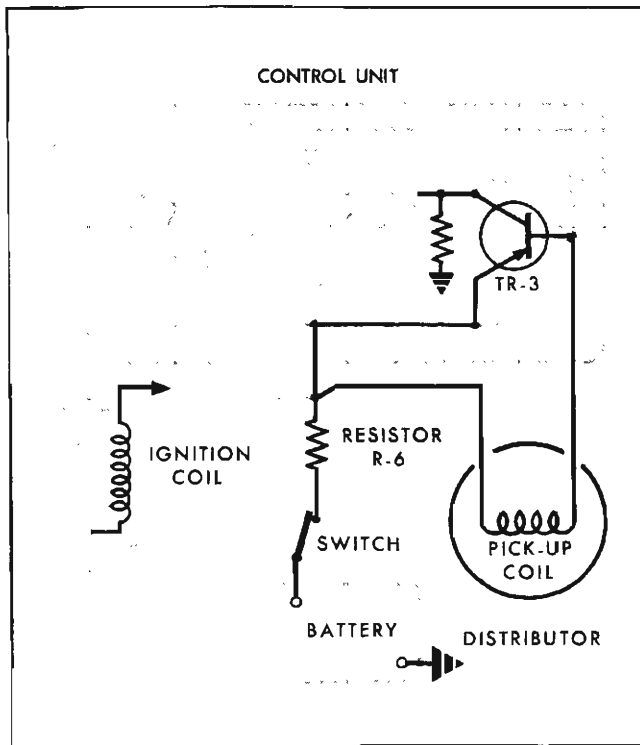 CONTROL UNIT
TR-3
RESISTOR
R-6
IGNITION
COIL
SWITCH
PICK-UP
COIL
BATTERY
DISTRIBUTOR